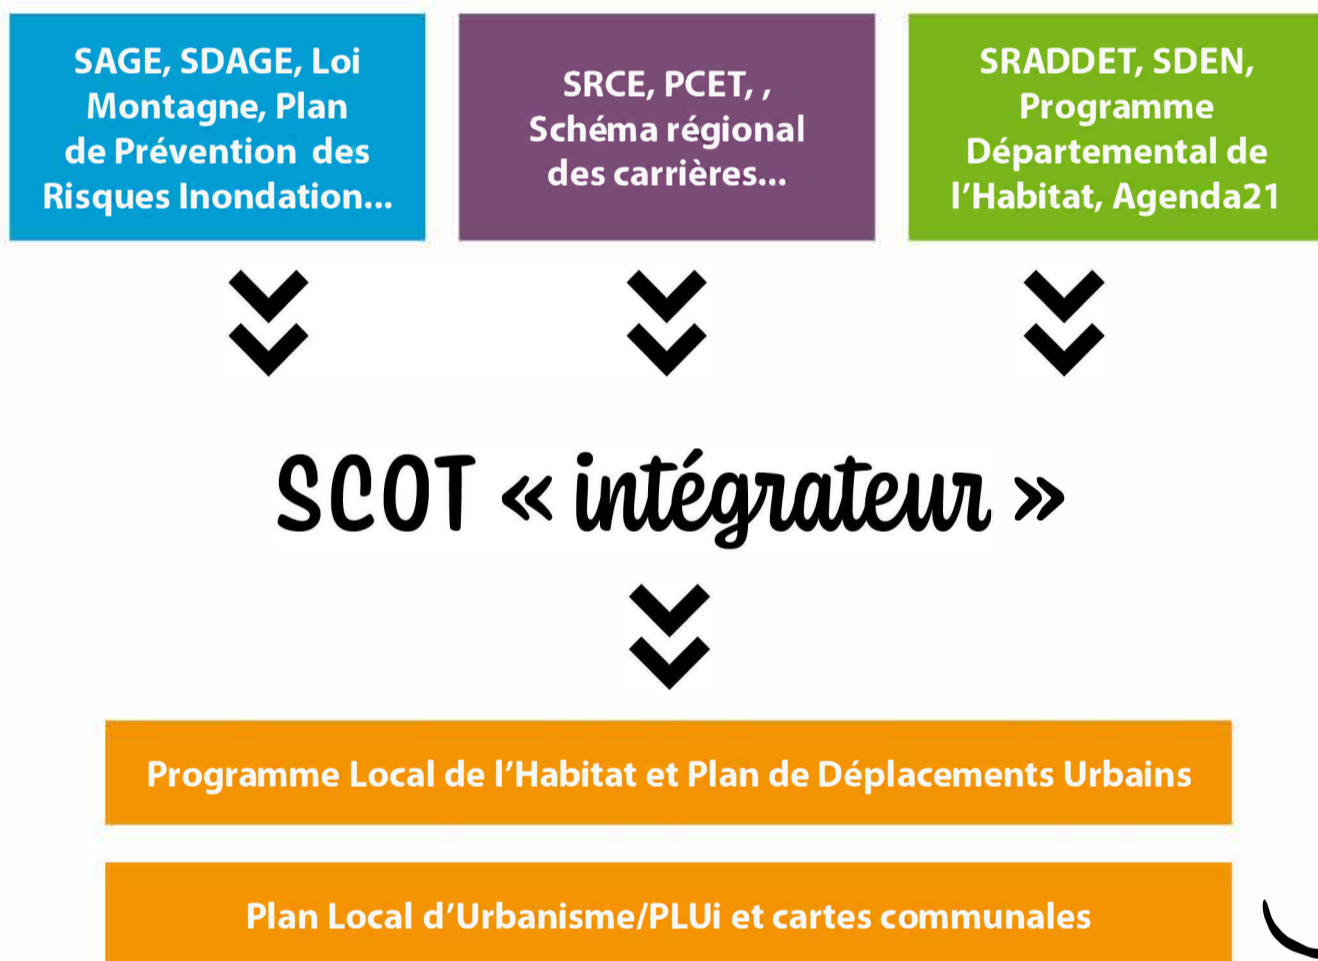 SAGE, SDAGE, Loi
Montagne, Plan
de Prévention des
Risques Inondation...
SRCE, PCET, ,
Schéma régional
des carrières...
SRADDET, SDEN,
Programme
Départemental de
l'Habitat, Agenda21
SCOT « intégrateur »
Programme Local de l'Habitat et Plan de Déplacements Urbains
Plan Local d'Urbanisme/PLUi et cartes communales